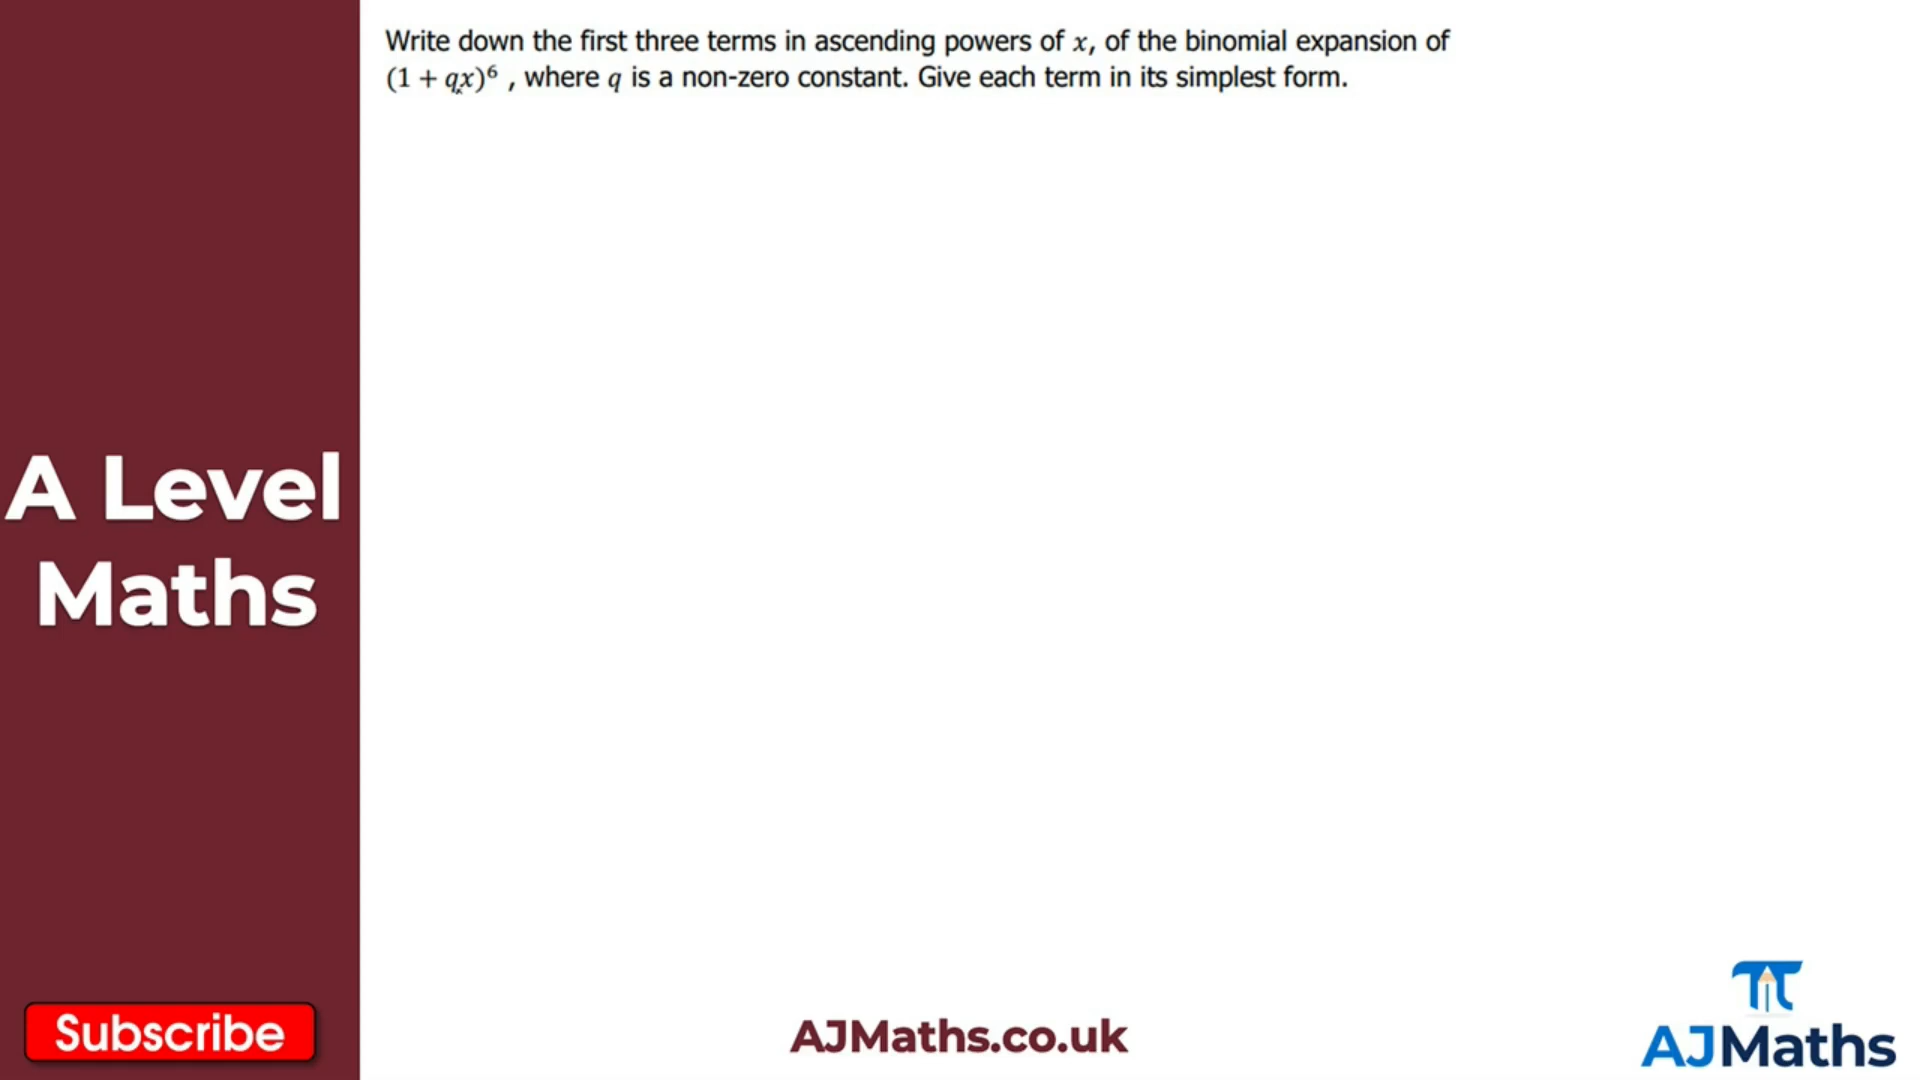 Write down the first three terms in ascending powers of x, of the binomial expansion of
(1 + qx)⁶ , where q is a non-zero constant. Give each term in its simplest form.
A Level
Maths
Subscribe
AJMaths.co.uk
AJMaths